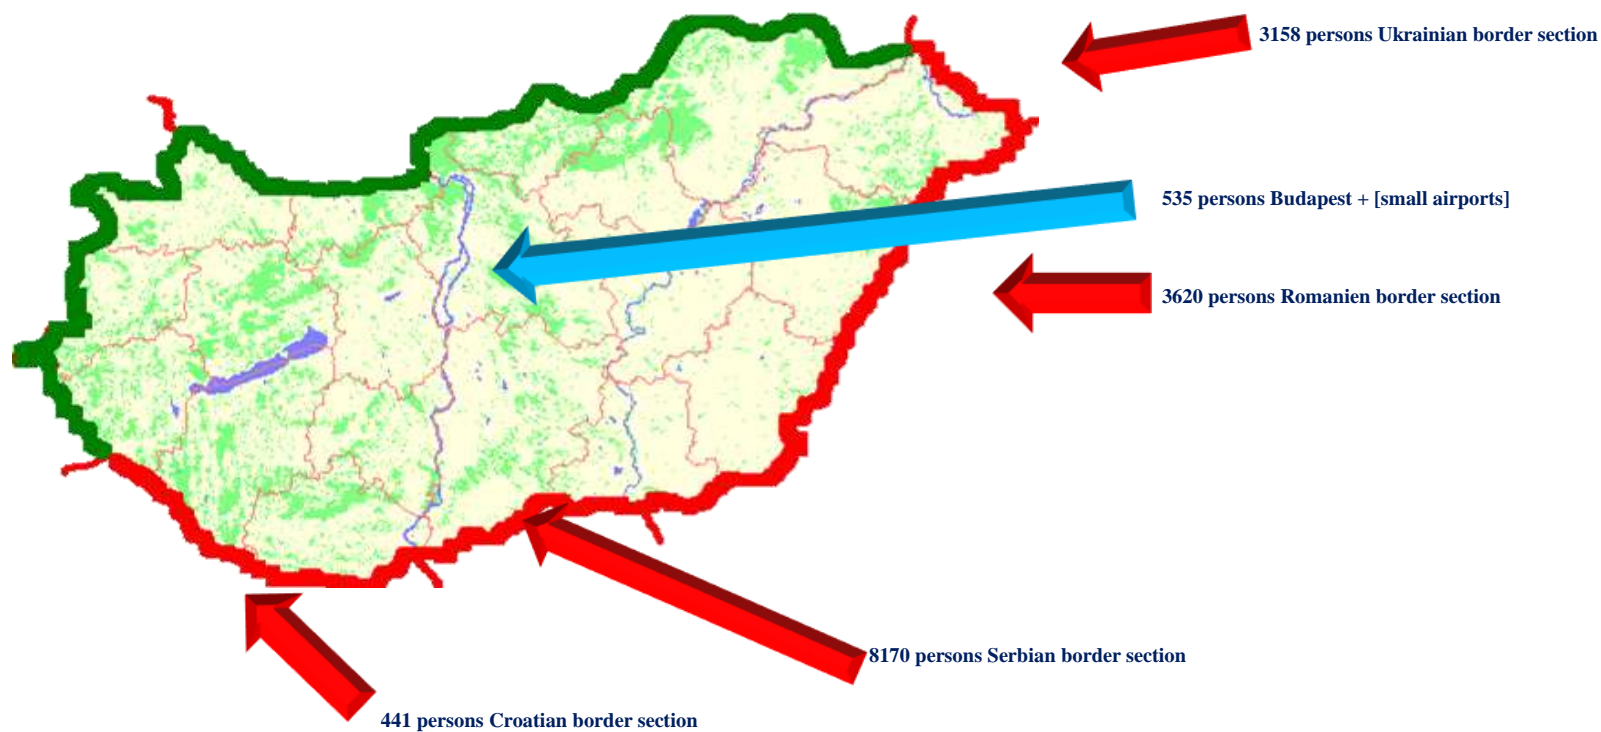 3158 persons Ukrainian border section
535 persons Budapest + [small airports]
3620 persons Romanien border section
8170 persons Serbian border section
441 persons Croatian border section